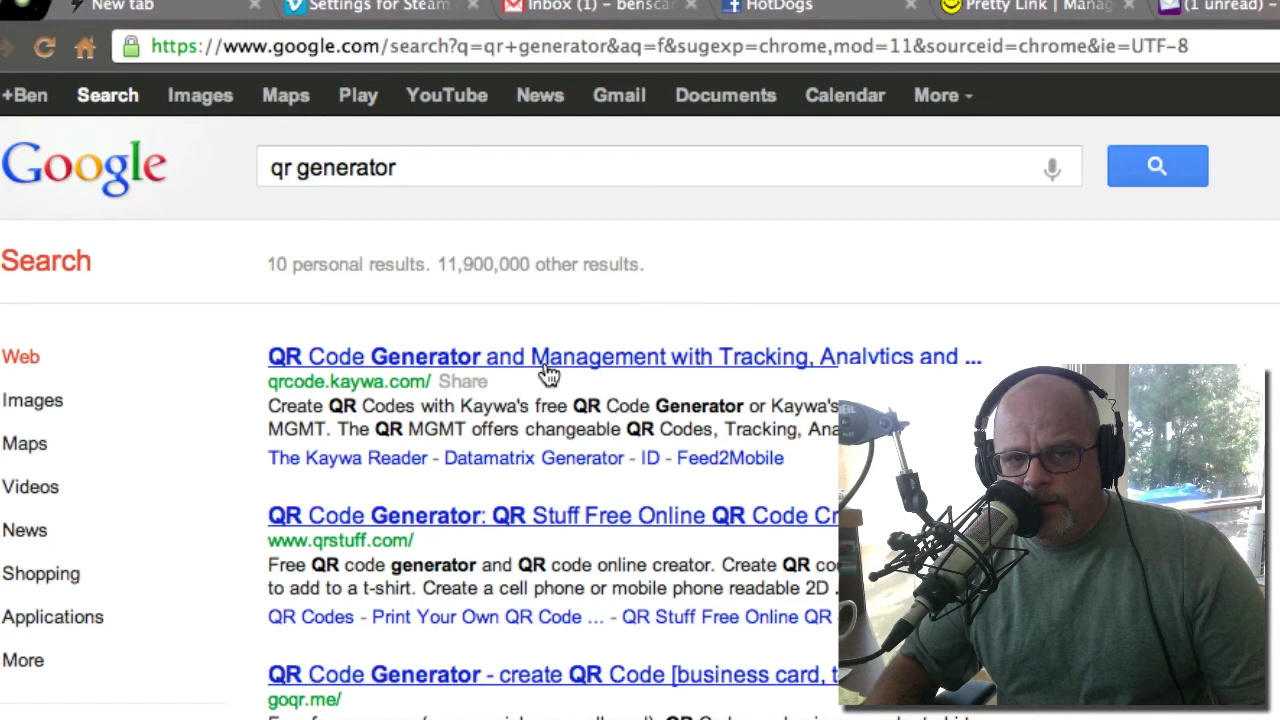 New tab
Settings for Steam
Inbox (1) – benscar
HotDogs
Pretty Link | Manag
(1 unread) -
https://www.google.com/search?q=qr+generator&aq=f&sugexp=chrome,mod=11&sourceid=chrome&ie=UTF-8
+Ben Search Images Maps Play YouTube News Gmail Documents Calendar More
Google
qr generator
Search
10 personal results. 11,900,000 other results.
Web
Images
Maps
Videos
News
Shopping
Applications
More
QR Code Generator and Management with Tracking, Analytics and ...
qrcode.kaywa.com/ Share
Create QR Codes with Kaywa's free QR Code Generator or Kaywa's
MGMT. The QR MGMT offers changeable QR Codes, Tracking, Ana
The Kaywa Reader - Datamatrix Generator - ID - Feed2Mobile
QR Code Generator: QR Stuff Free Online QR Code Cr
www.qrstuff.com/
Free QR code generator and QR code online creator. Create QR co
to add to a t-shirt. Create a cell phone or mobile phone readable 2D .
QR Codes - Print Your Own QR Code ... - QR Stuff Free Online QR
QR Code Generator - create QR Code [business card, t
goqr.me/